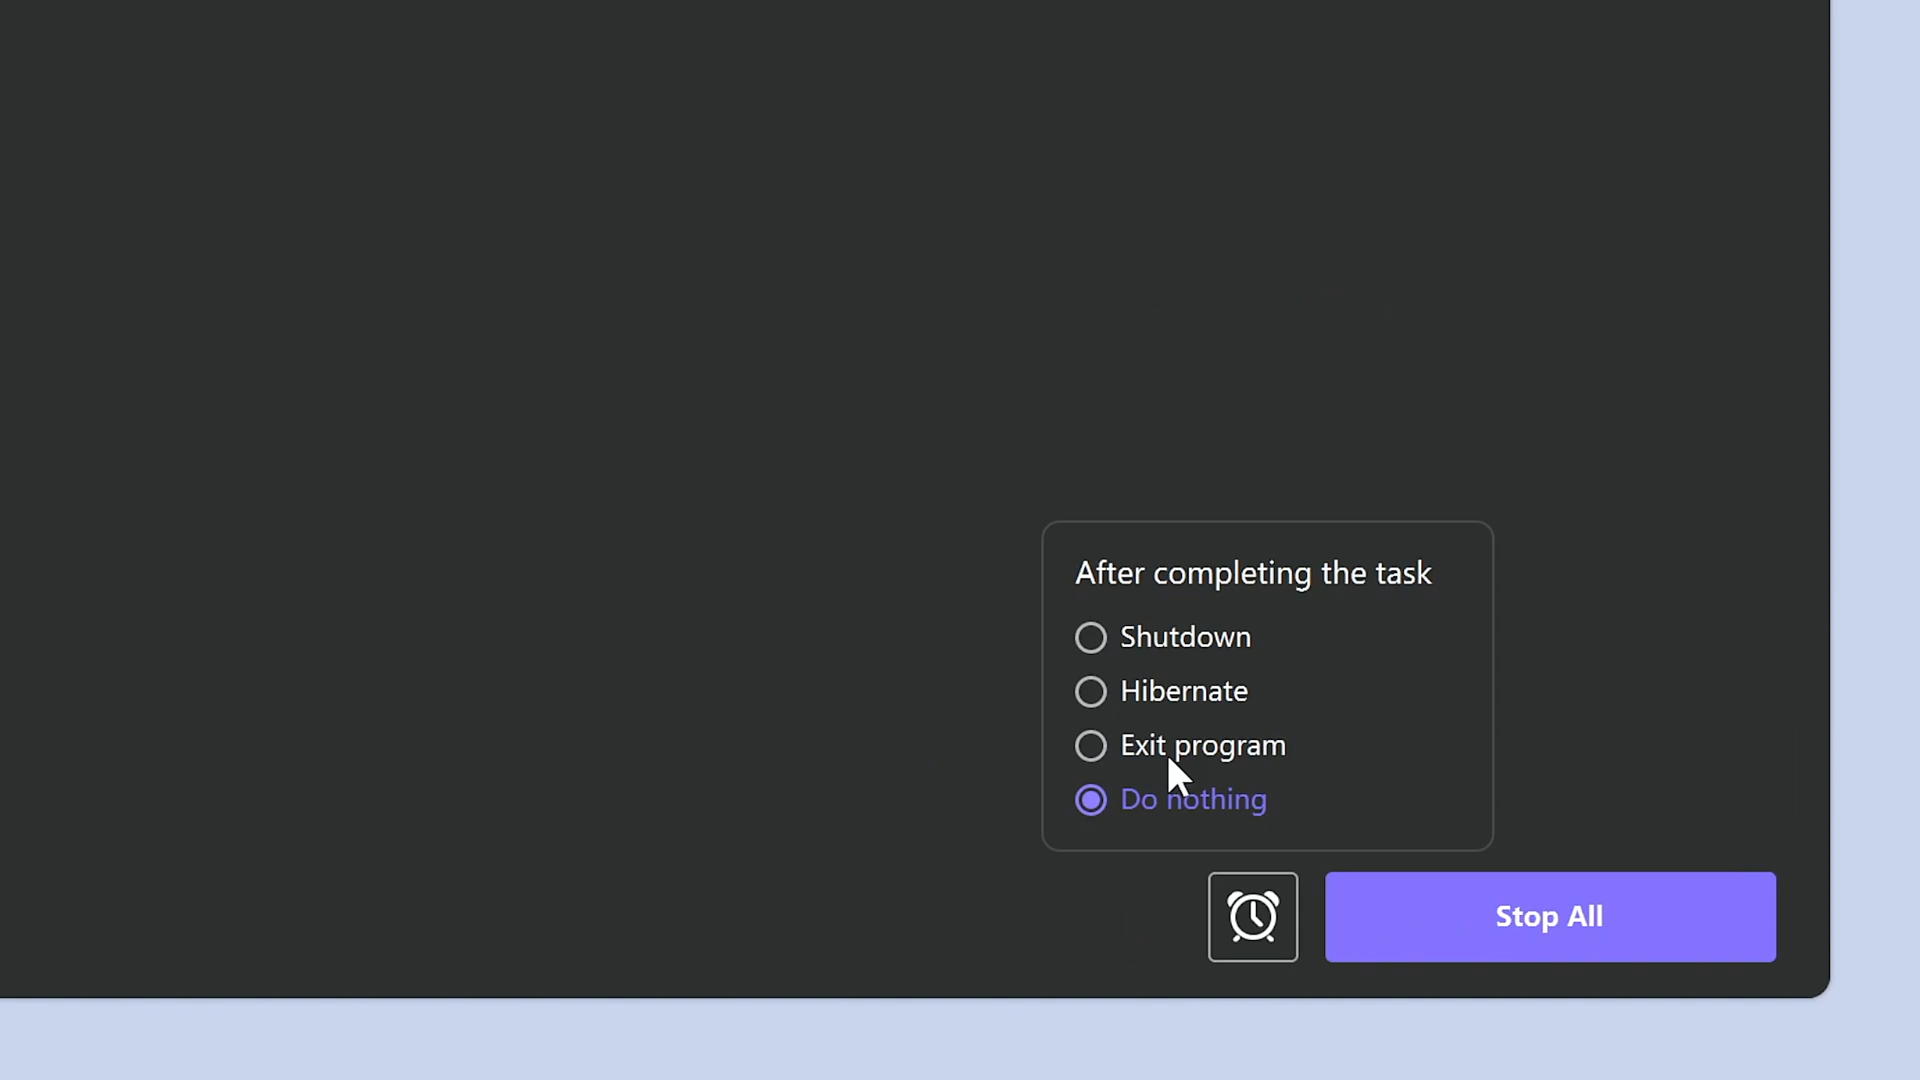 After completing the task
Shutdown
Hibernate
Exit program
Do nothing
Stop All